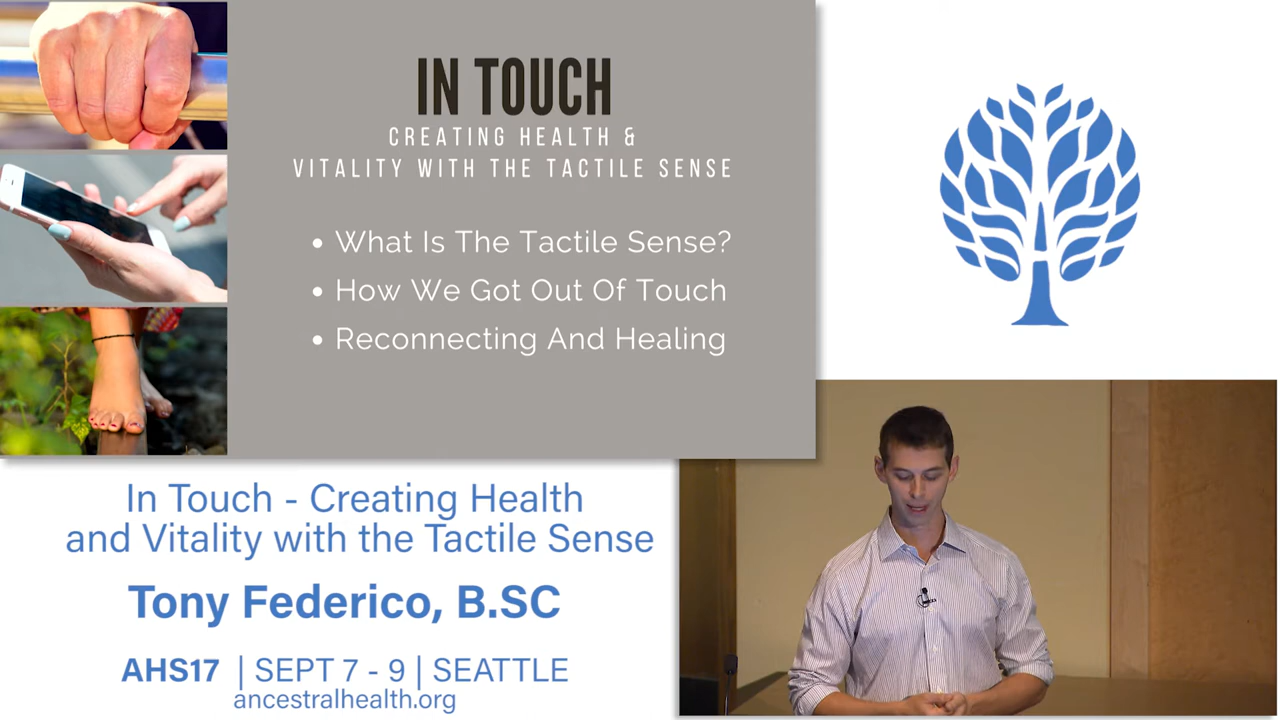 IN TOUCH
CREATING HEALTH &
VITALITY WITH THE TACTILE SENSE
• What Is The Tactile Sense?
• How We Got Out Of Touch
• Reconnecting And Healing
In Touch - Creating Health
and Vitality with the Tactile Sense
Tony Federico, B.SC
AHS17 | SEPT 7 - 9 | SEATTLE
ancestralhealth.org